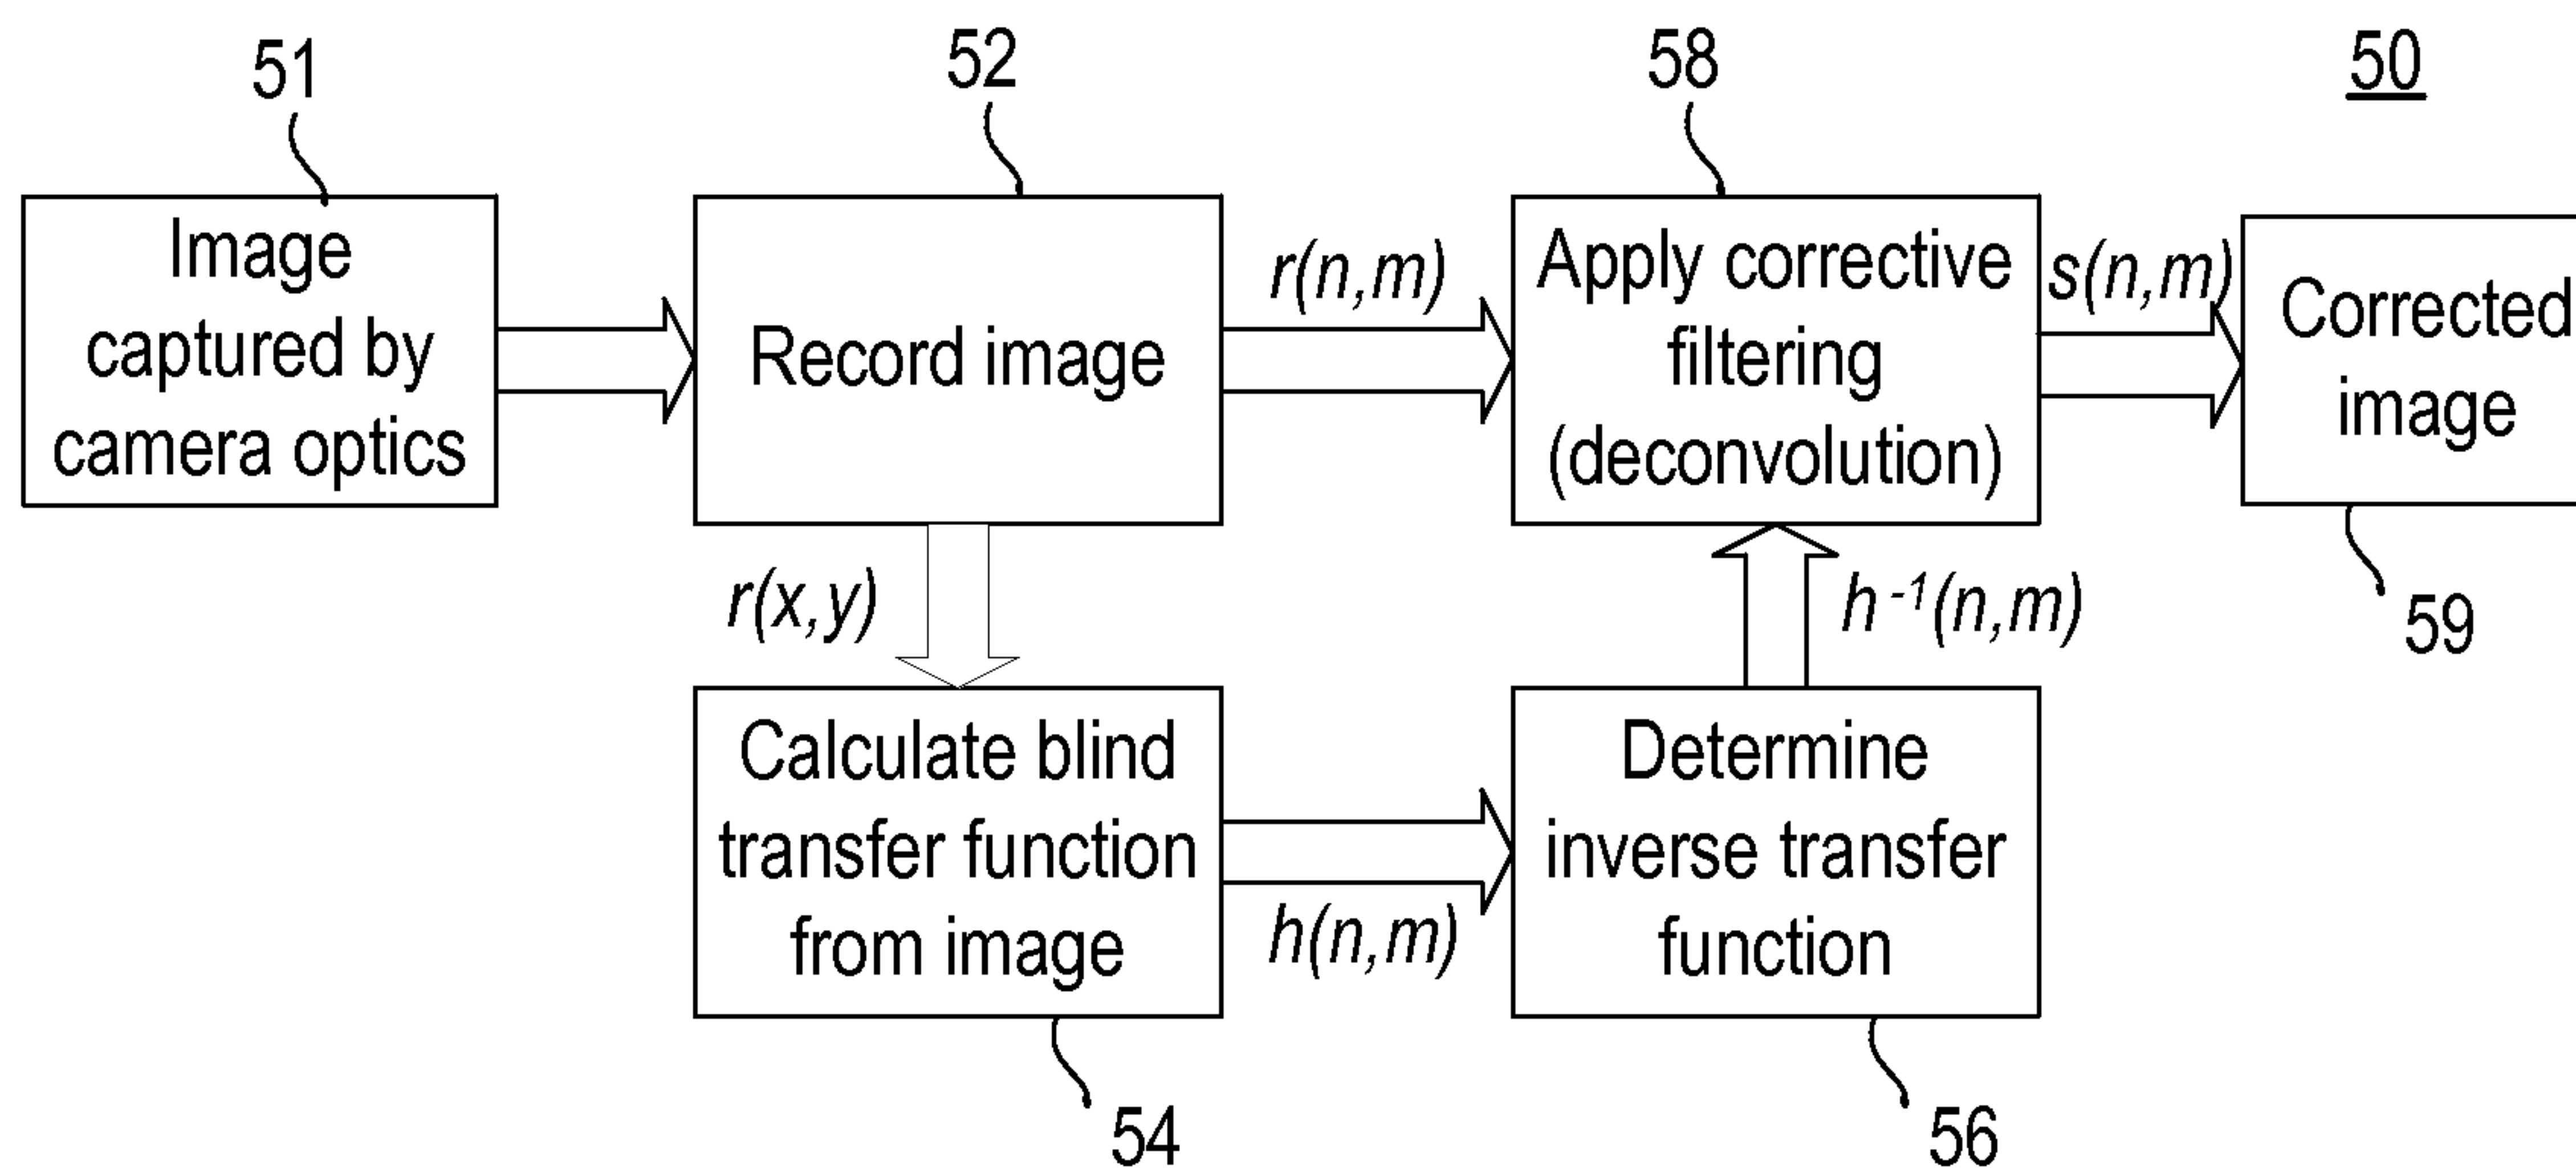 51
52
58
50
Image
captured by
camera optics
Record image
r(n,m)
Apply corrective
filtering
(deconvolution)
s(n,m)
Corrected
image
r(x,y)
h⁻¹(n,m)
59
Calculate blind
transfer function
from image
h(n,m)
Determine
inverse transfer
function
54
56